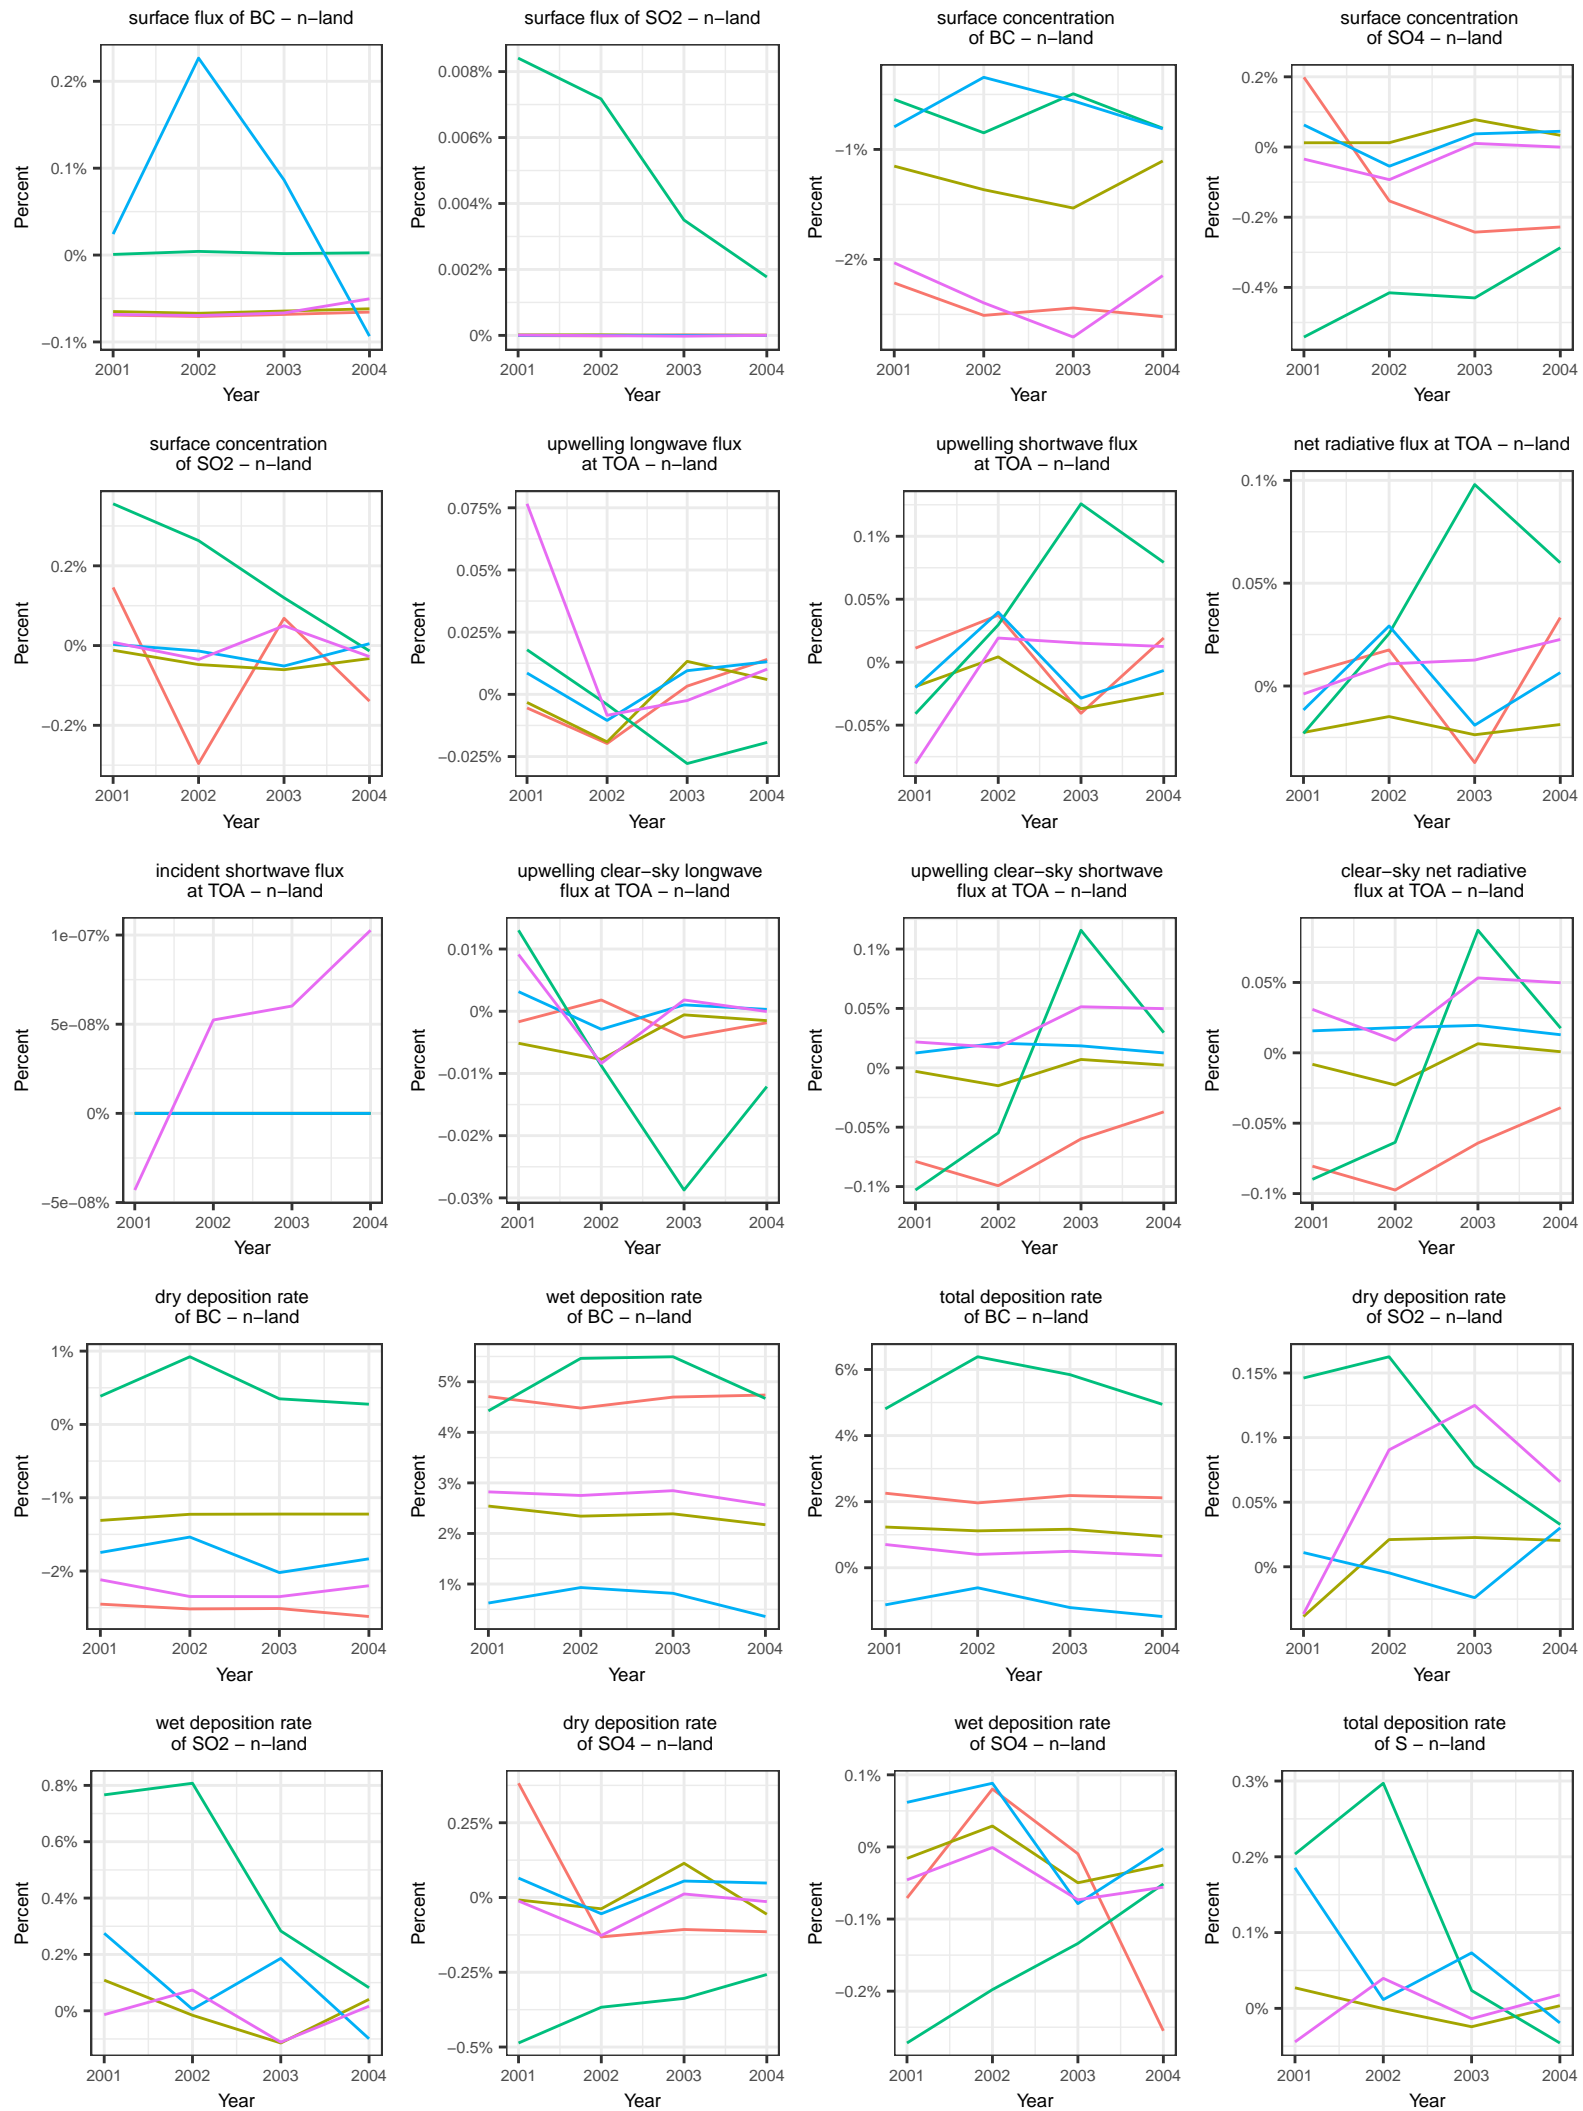 surface flux of BC − n−land
Percent
0.2%
0.1%
0%
−0.1%
2001 2002 2003 2004
Year
surface flux of SO2 − n−land
Percent
0.008%
0.006%
0.004%
0.002%
0%
2001 2002 2003 2004
Year
surface concentration
of BC − n−land
Percent
−1%
−2%
2001 2002 2003 2004
Year
surface concentration
of SO4 − n−land
Percent
0.2%
0%
−0.2%
−0.4%
2001 2002 2003 2004
Year
surface concentration
of SO2 − n−land
Percent
0.2%
0%
−0.2%
2001 2002 2003 2004
Year
upwelling longwave flux
at TOA − n−land
Percent
0.075%
0.05%
0.025%
0%
−0.025%
2001 2002 2003 2004
Year
upwelling shortwave flux
at TOA − n−land
Percent
0.1%
0.05%
0%
−0.05%
2001 2002 2003 2004
Year
net radiative flux at TOA − n−land
Percent
0.1%
0.05%
0%
2001 2002 2003 2004
Year
incident shortwave flux
at TOA − n−land
Percent
1e−07%
5e−08%
0%
−5e−08%
2001 2002 2003 2004
Year
upwelling clear−sky longwave
flux at TOA − n−land
Percent
0.01%
0%
−0.01%
−0.02%
−0.03%
2001 2002 2003 2004
Year
upwelling clear−sky shortwave
flux at TOA − n−land
Percent
0.1%
0.05%
0%
−0.05%
−0.1%
2001 2002 2003 2004
Year
clear−sky net radiative
flux at TOA − n−land
Percent
0.05%
0%
−0.05%
−0.1%
2001 2002 2003 2004
Year
dry deposition rate
of BC − n−land
Percent
1%
0%
−1%
−2%
2001 2002 2003 2004
Year
wet deposition rate
of BC − n−land
Percent
5%
4%
3%
2%
1%
2001 2002 2003 2004
Year
total deposition rate
of BC − n−land
Percent
6%
4%
2%
0%
2001 2002 2003 2004
Year
dry deposition rate
of SO2 − n−land
Percent
0.15%
0.1%
0.05%
0%
2001 2002 2003 2004
Year
wet deposition rate
of SO2 − n−land
Percent
0.8%
0.6%
0.4%
0.2%
0%
2001 2002 2003 2004
Year
dry deposition rate
of SO4 − n−land
Percent
0.25%
0%
−0.25%
−0.5%
2001 2002 2003 2004
Year
wet deposition rate
of SO4 − n−land
Percent
0.1%
0%
−0.1%
−0.2%
2001 2002 2003 2004
Year
total deposition rate
of S − n−land
Percent
0.3%
0.2%
0.1%
0%
2001 2002 2003 2004
Year